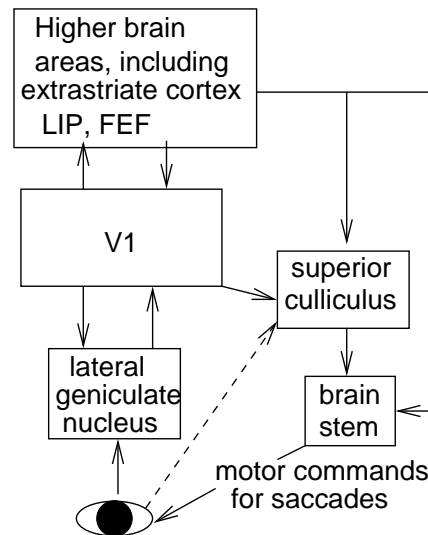 Higher brain
areas, including
extrastriate cortex
LIP, FEF
V1
superior
culliculus
lateral
geniculate
nucleus
brain
stem
motor commands
for saccades